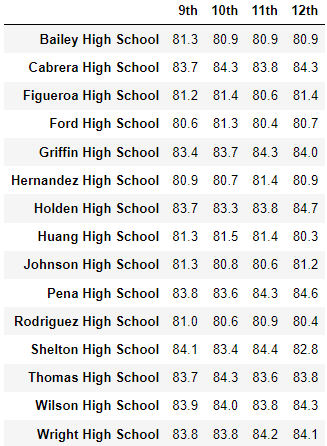 9th 10th 11th 12th
Bailey High School 81.3 80.9 80.9 80.9
Cabrera High School 83.7 84.3 83.8 84.3
Figueroa High School 81.2 81.4 80.6 81.4
Ford High School 80.6 81.3 80.4 80.7
Griffin High School 83.4 83.7 84.3 84.0
Hernandez High School 80.9 80.7 81.4 80.9
Holden High School 83.7 83.3 83.8 84.7
Huang High School 81.3 81.5 81.4 80.3
Johnson High School 81.3 80.8 80.6 81.2
Pena High School 83.8 83.6 84.3 84.6
Rodriguez High School 81.0 80.6 80.9 80.4
Shelton High School 84.1 83.4 84.4 82.8
Thomas High School 83.7 84.3 83.6 83.8
Wilson High School 83.9 84.0 83.8 84.3
Wright High School 83.8 83.8 84.2 84.1